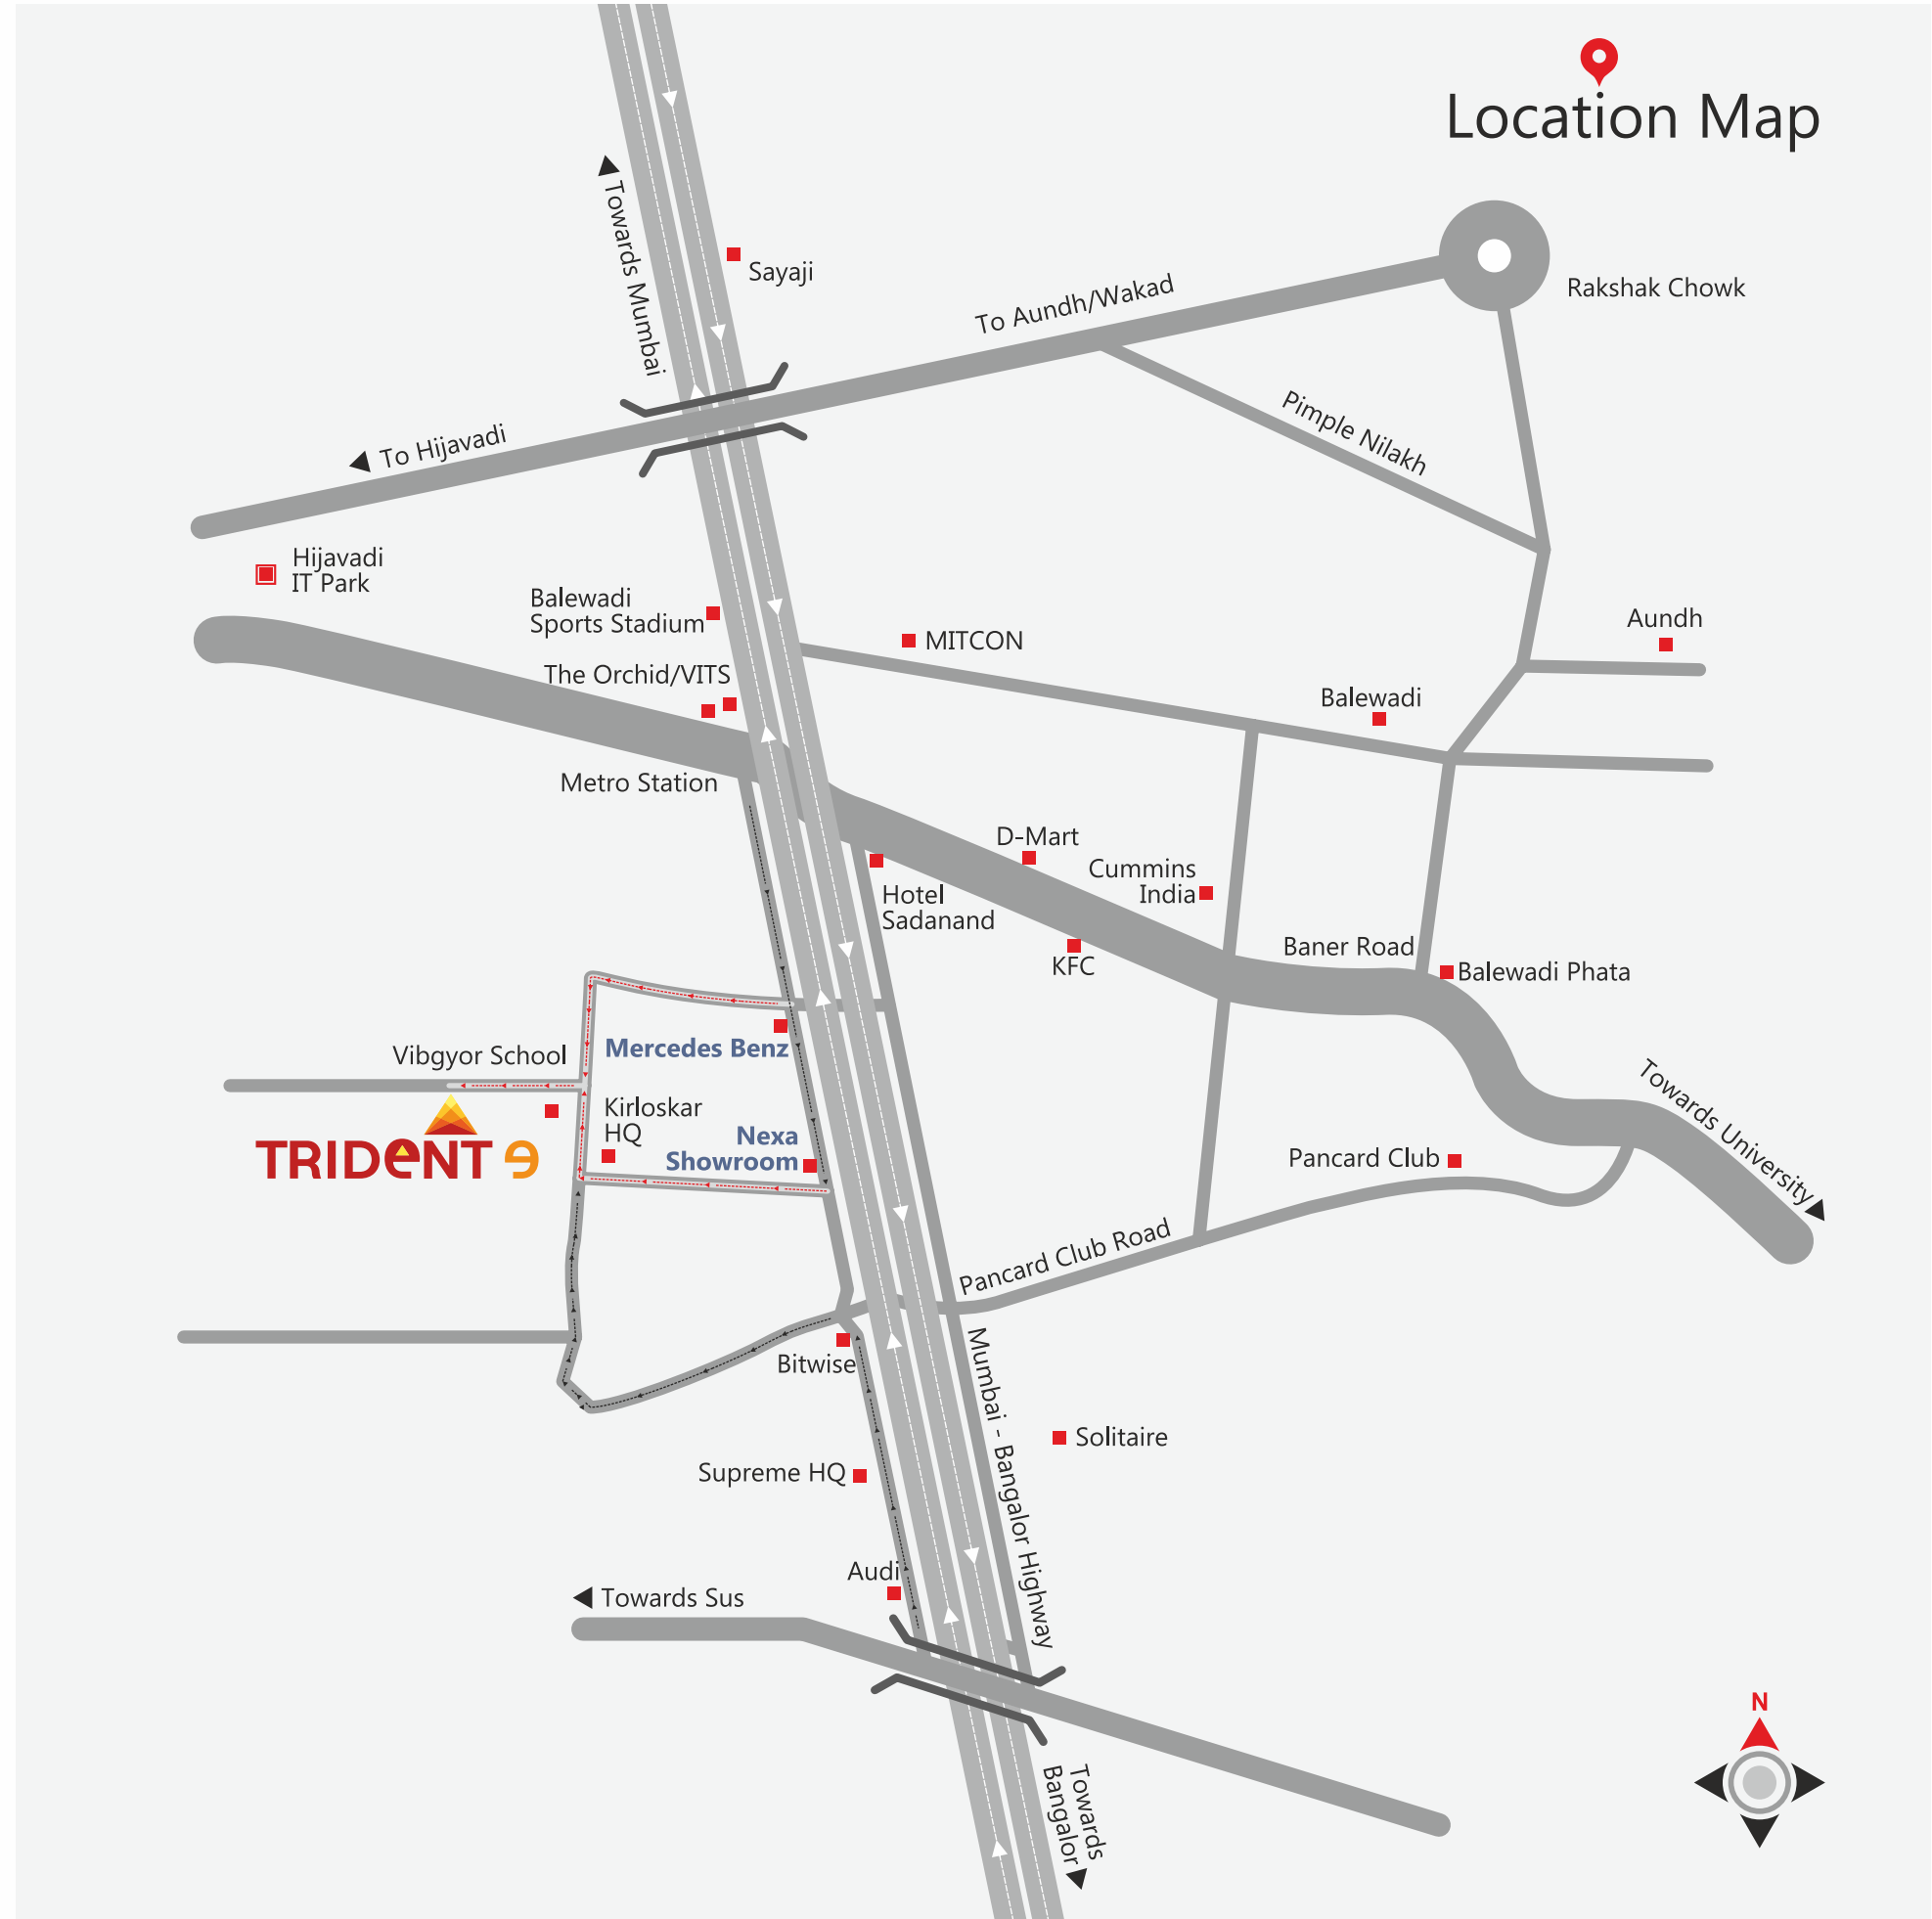 Location Map
Towards Mumbai
Sayaji
To Aundh/Wakad
Rakshak Chowk
Pimple Nilakh
To Hijavadi
Hijavadi
IT Park
Balewadi
Sports Stadium
MITCON
Aundh
The Orchid/VITS
Balewadi
Metro Station
D-Mart
Cummins
India
Hotel
Sadanand
KFC
Baner Road
Balewadi Phata
Vibgyor School
Mercedes Benz
Kirloskar
HQ
Nexa
Showroom
TRIDENT 9
Towards University
Pancard Club
Pancard Club Road
Bitwise
Mumbai - Bangalor Highway
Solitaire
Supreme HQ
Audi
Towards Sus
Towards
Bangalor
N